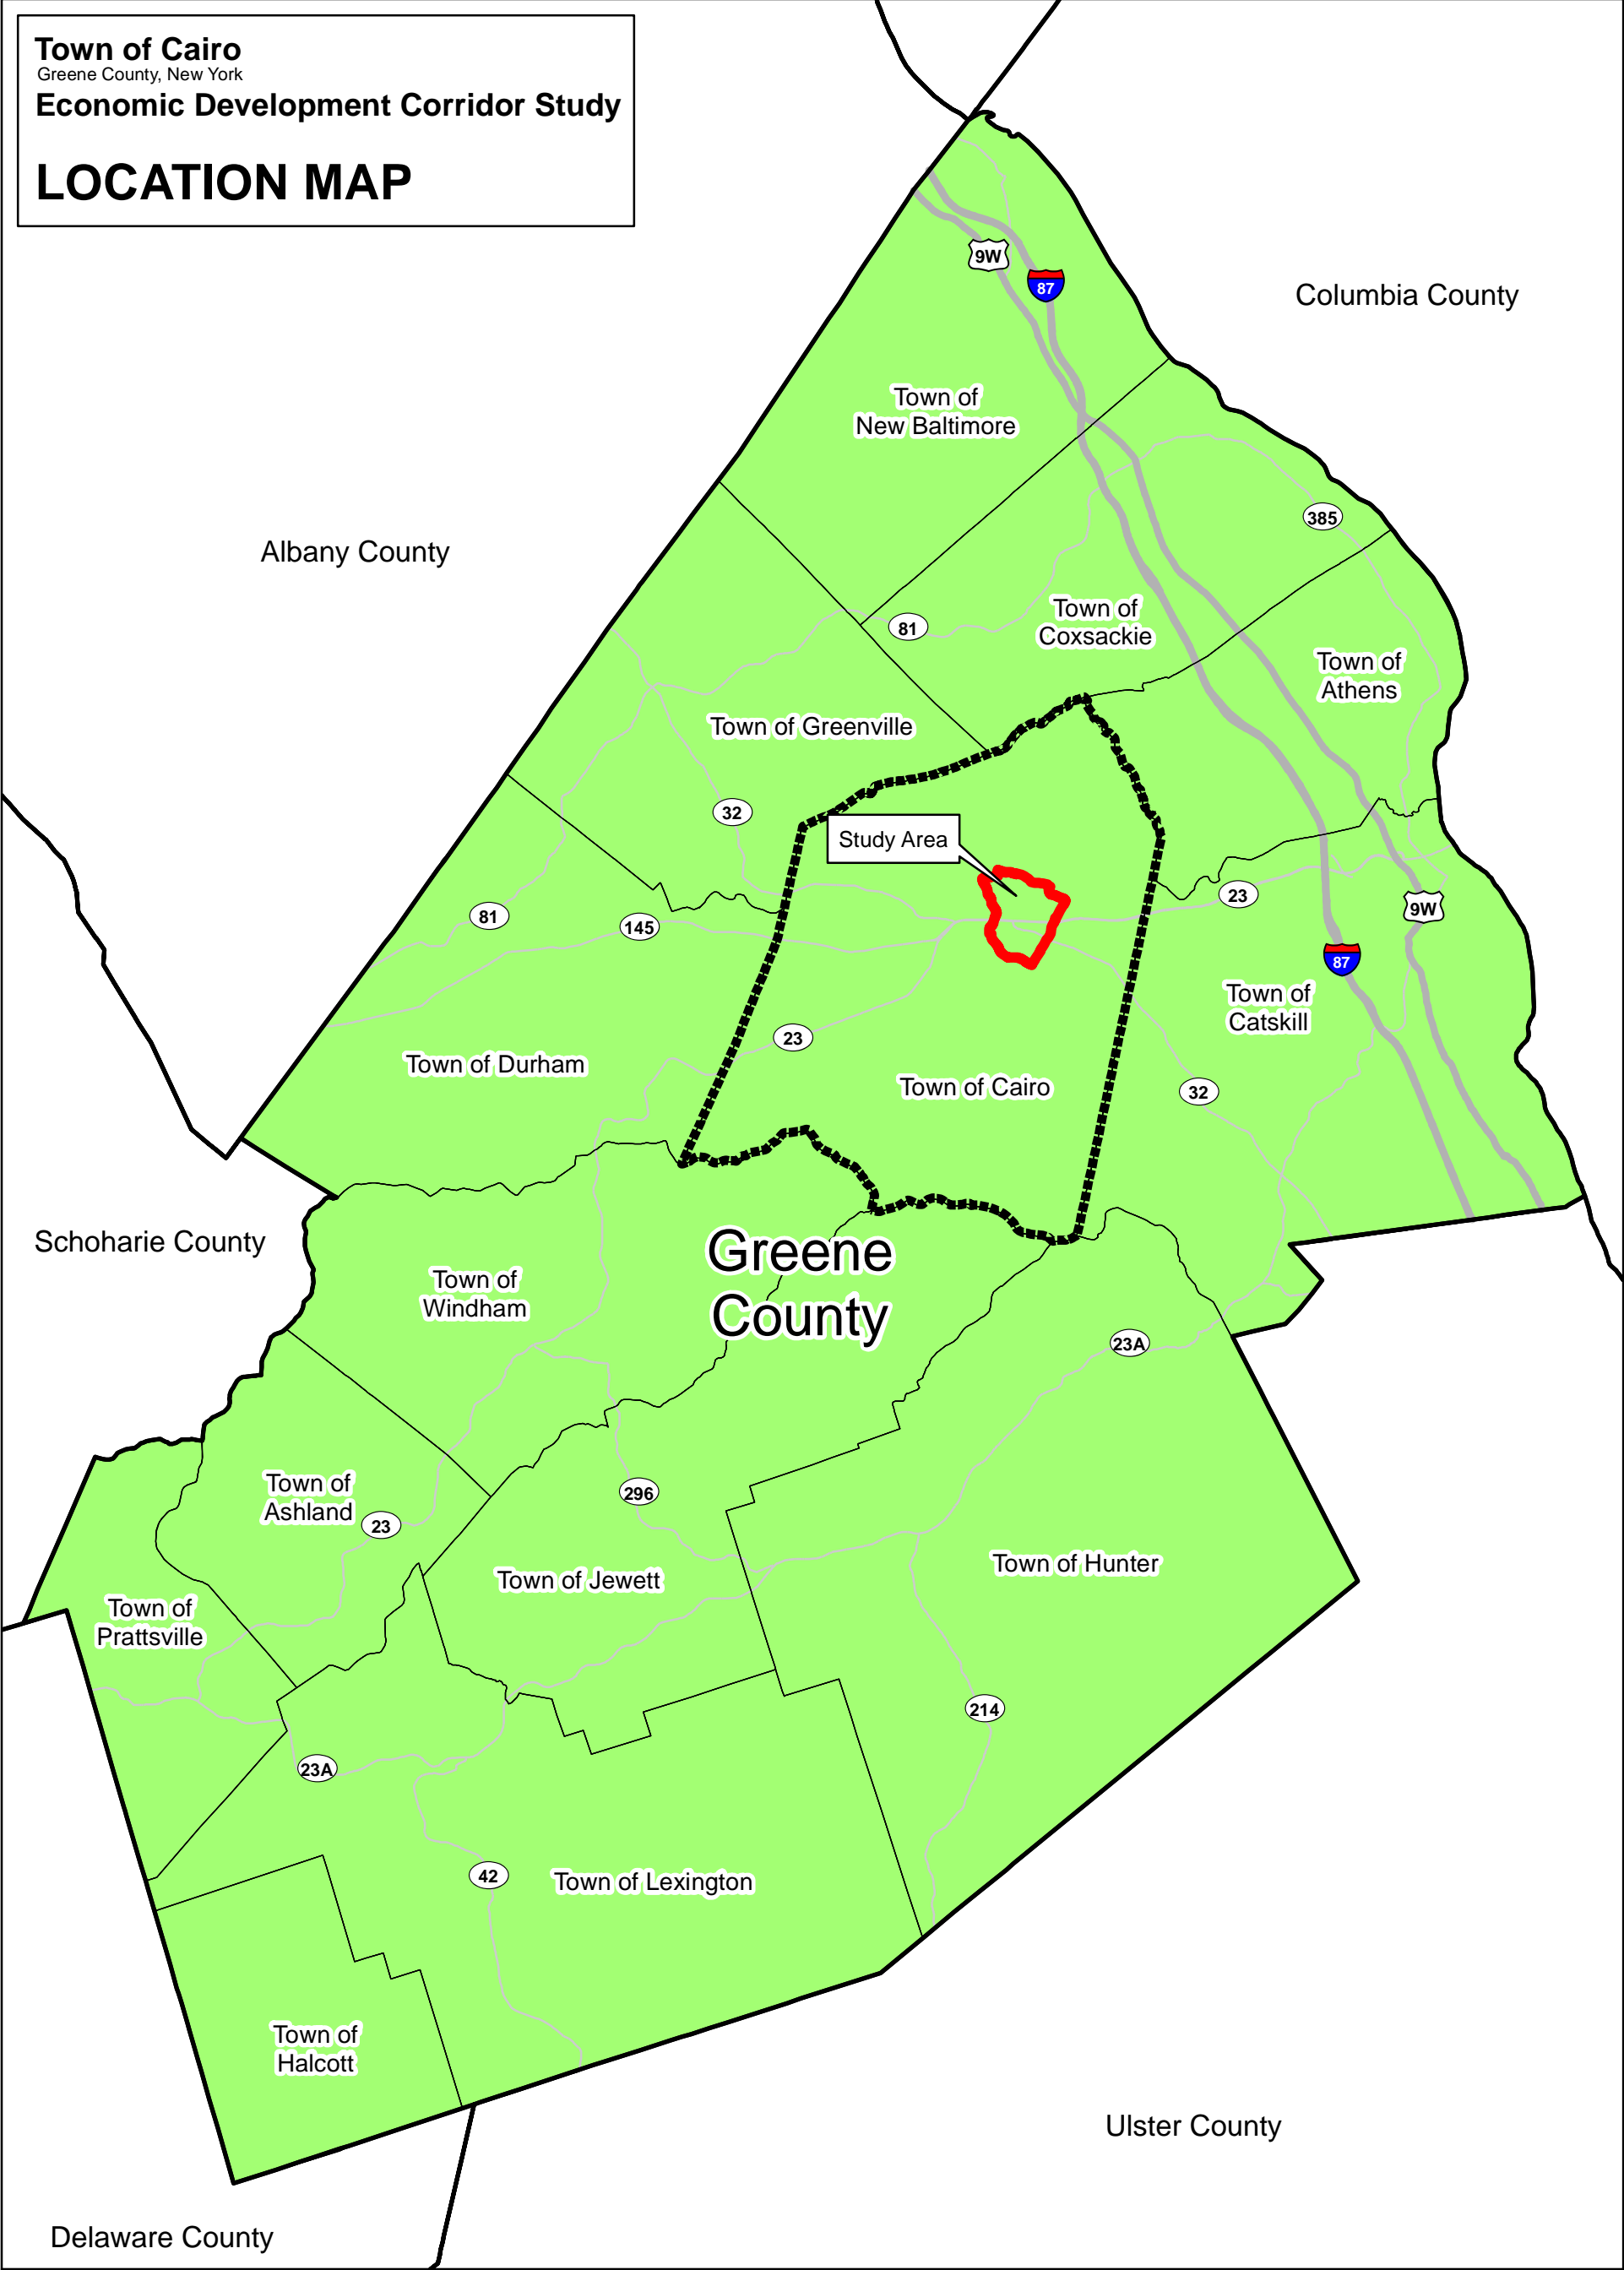 Town of Cairo
Greene County, New York
Economic Development Corridor Study
LOCATION MAP
9W
87
Columbia County
Town of
New Baltimore
385
Albany County
Town of
Coxsackie
81
Town of
Athens
Town of Greenville
32
Study Area
23
9W
81
145
87
Town of
Catskill
23
Town of Durham
Town of Cairo
32
Schoharie County
Greene
County
Town of
Windham
23A
Town of
Ashland
23
296
Town of Hunter
Town of Jewett
Town of
Prattsville
214
23A
42
Town of Lexington
Town of
Halcott
Ulster County
Delaware County